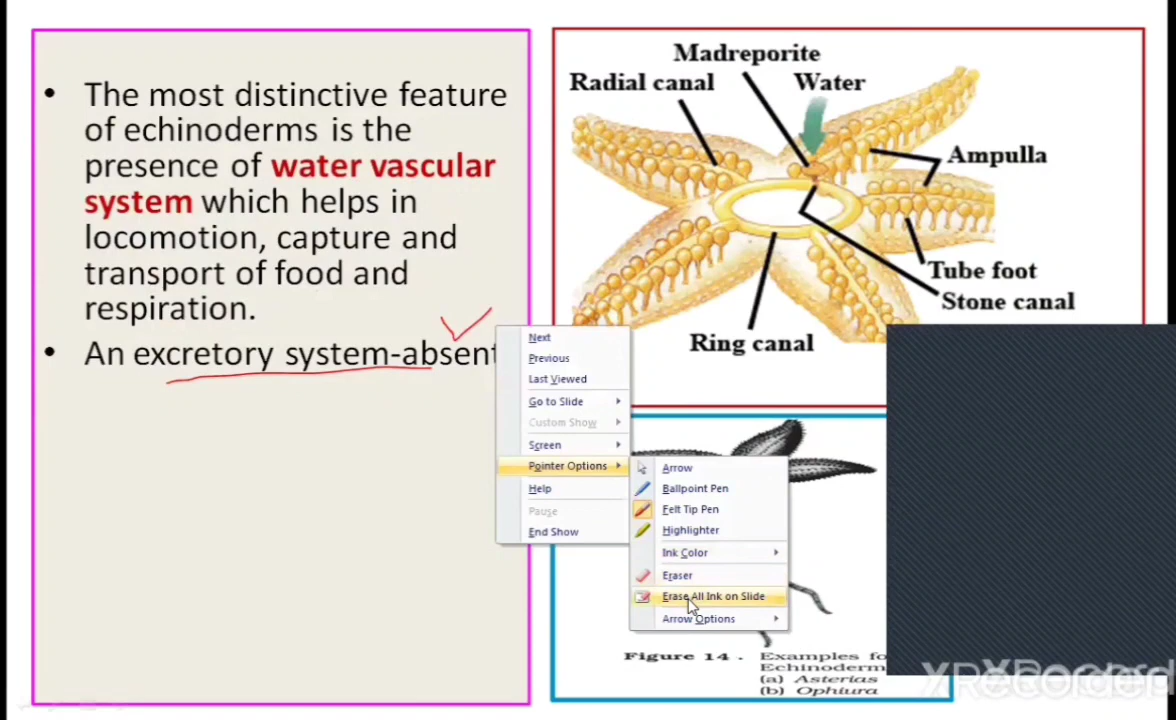 • The most distinctive feature
of echinoderms is the
presence of water vascular
system which helps in
locomotion, capture and
transport of food and
respiration.
• An excretory system-absent
Madreporite
Radial canal
Water
Ampulla
Tube foot
Stone canal
Ring canal
Next
Previous
Last Viewed
Go to Slide
Custom Show
Screen
Pointer Options
Help
Pause
End Show
Arrow
Ballpoint Pen
Felt Tip Pen
Highlighter
Ink Color
Eraser
Erase All Ink on Slide
Arrow Options
Figure 14 . Examples fo
Echinoderm
(a) Asterias
(b) Ophiura